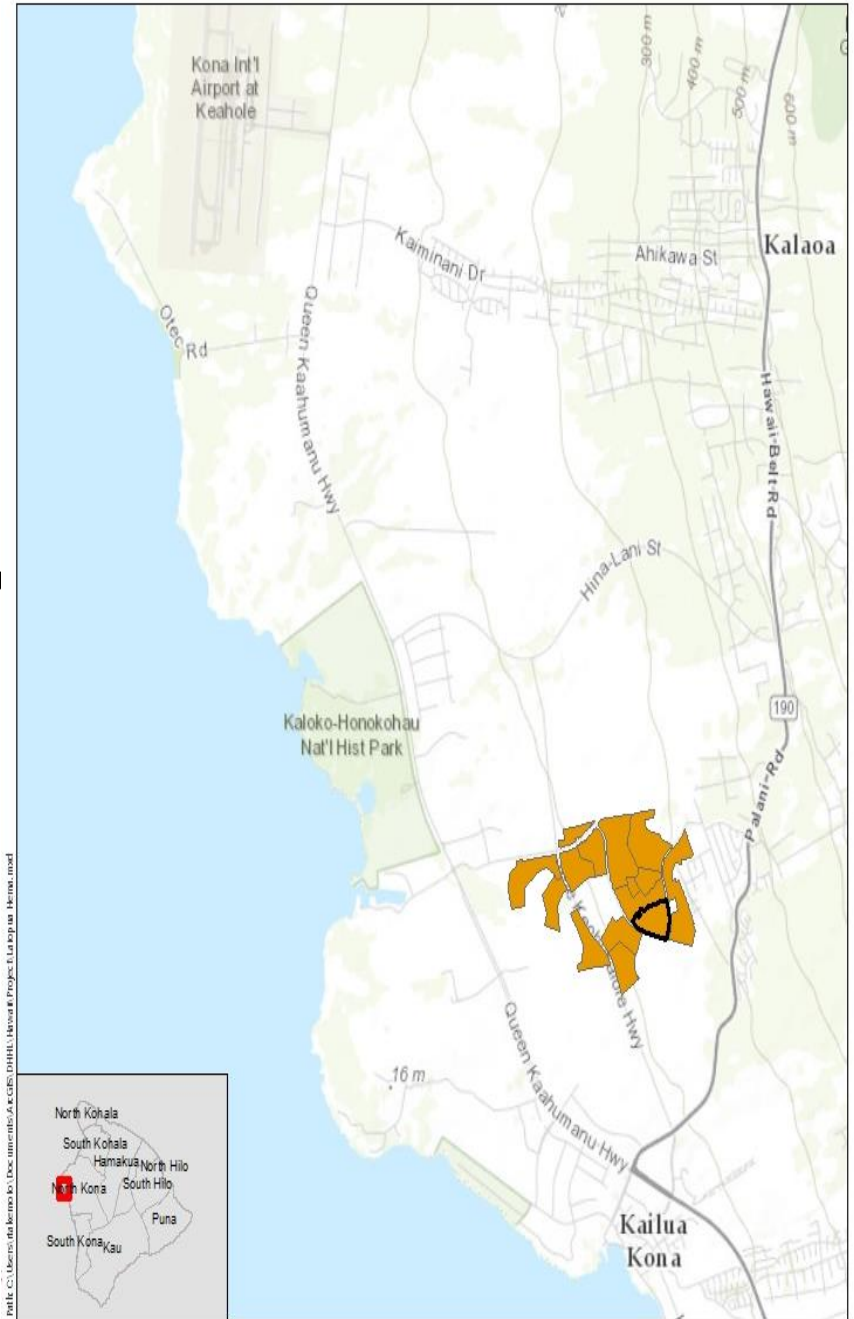 Kona Int'l
Airport at
Keahole
300 m
400 m
500 m
600 m
Kaiminani Dr
Ahikawa St
Kalaoa
Otec Rd
Queen Kaahumanu Hwy
Hawaii Belt Rd
Hina-Lani St
190
Kaloko-Honokohau
Nat'l Hist Park
Palani-Rd
Hwy
Queen Kaahumanu Hwy
16 m
Kailua
Kona
North Kohala
South Kohala
Hamakua
North Hilo
North Kona
South Hilo
Puna
South Kona
Kau